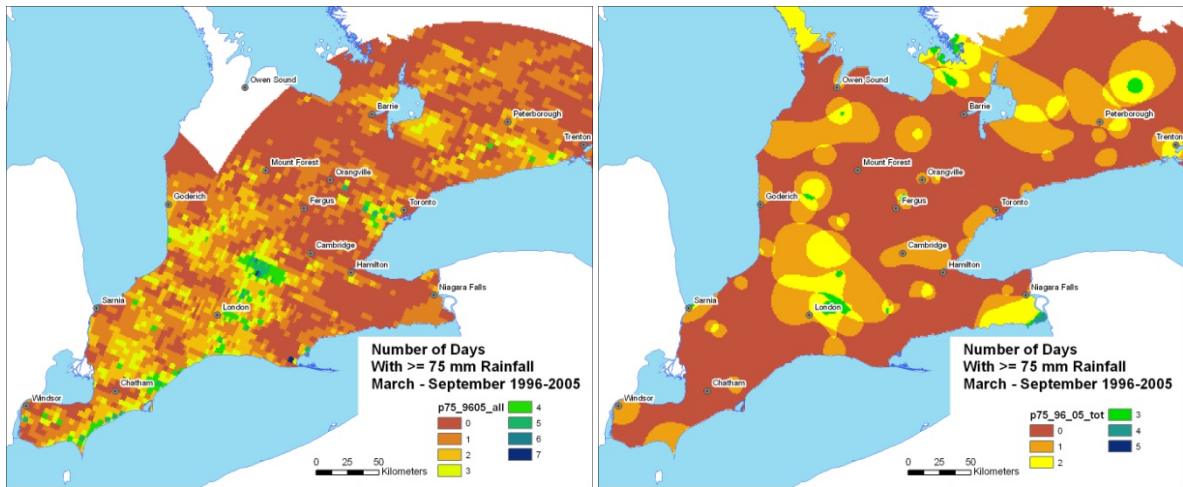 Owen Sound
Barrie
Peterborough
Trenton
Mount Forest
Orangville
Goderich
Fergus
Toronto
Cambridge
Hamilton
Niagara Falls
Sarnia
London
Chatham
Windsor
Number of Days
With >= 75 mm Rainfall
March - September 1996-2005
p75_9605_all
0
1
2
3
4
5
6
7
0 25 50
Kilometers
Owen Sound
Barrie
Peterborough
Trenton
Mount Forest
Orangville
Goderich
Fergus
Toronto
Cambridge
Hamilton
Niagara Falls
Sarnia
London
Chatham
Windsor
Number of Days
With >= 75 mm Rainfall
March - September 1996-2005
p75_96_05_tot
0
1
2
3
4
5
0 25 50
Kilometers